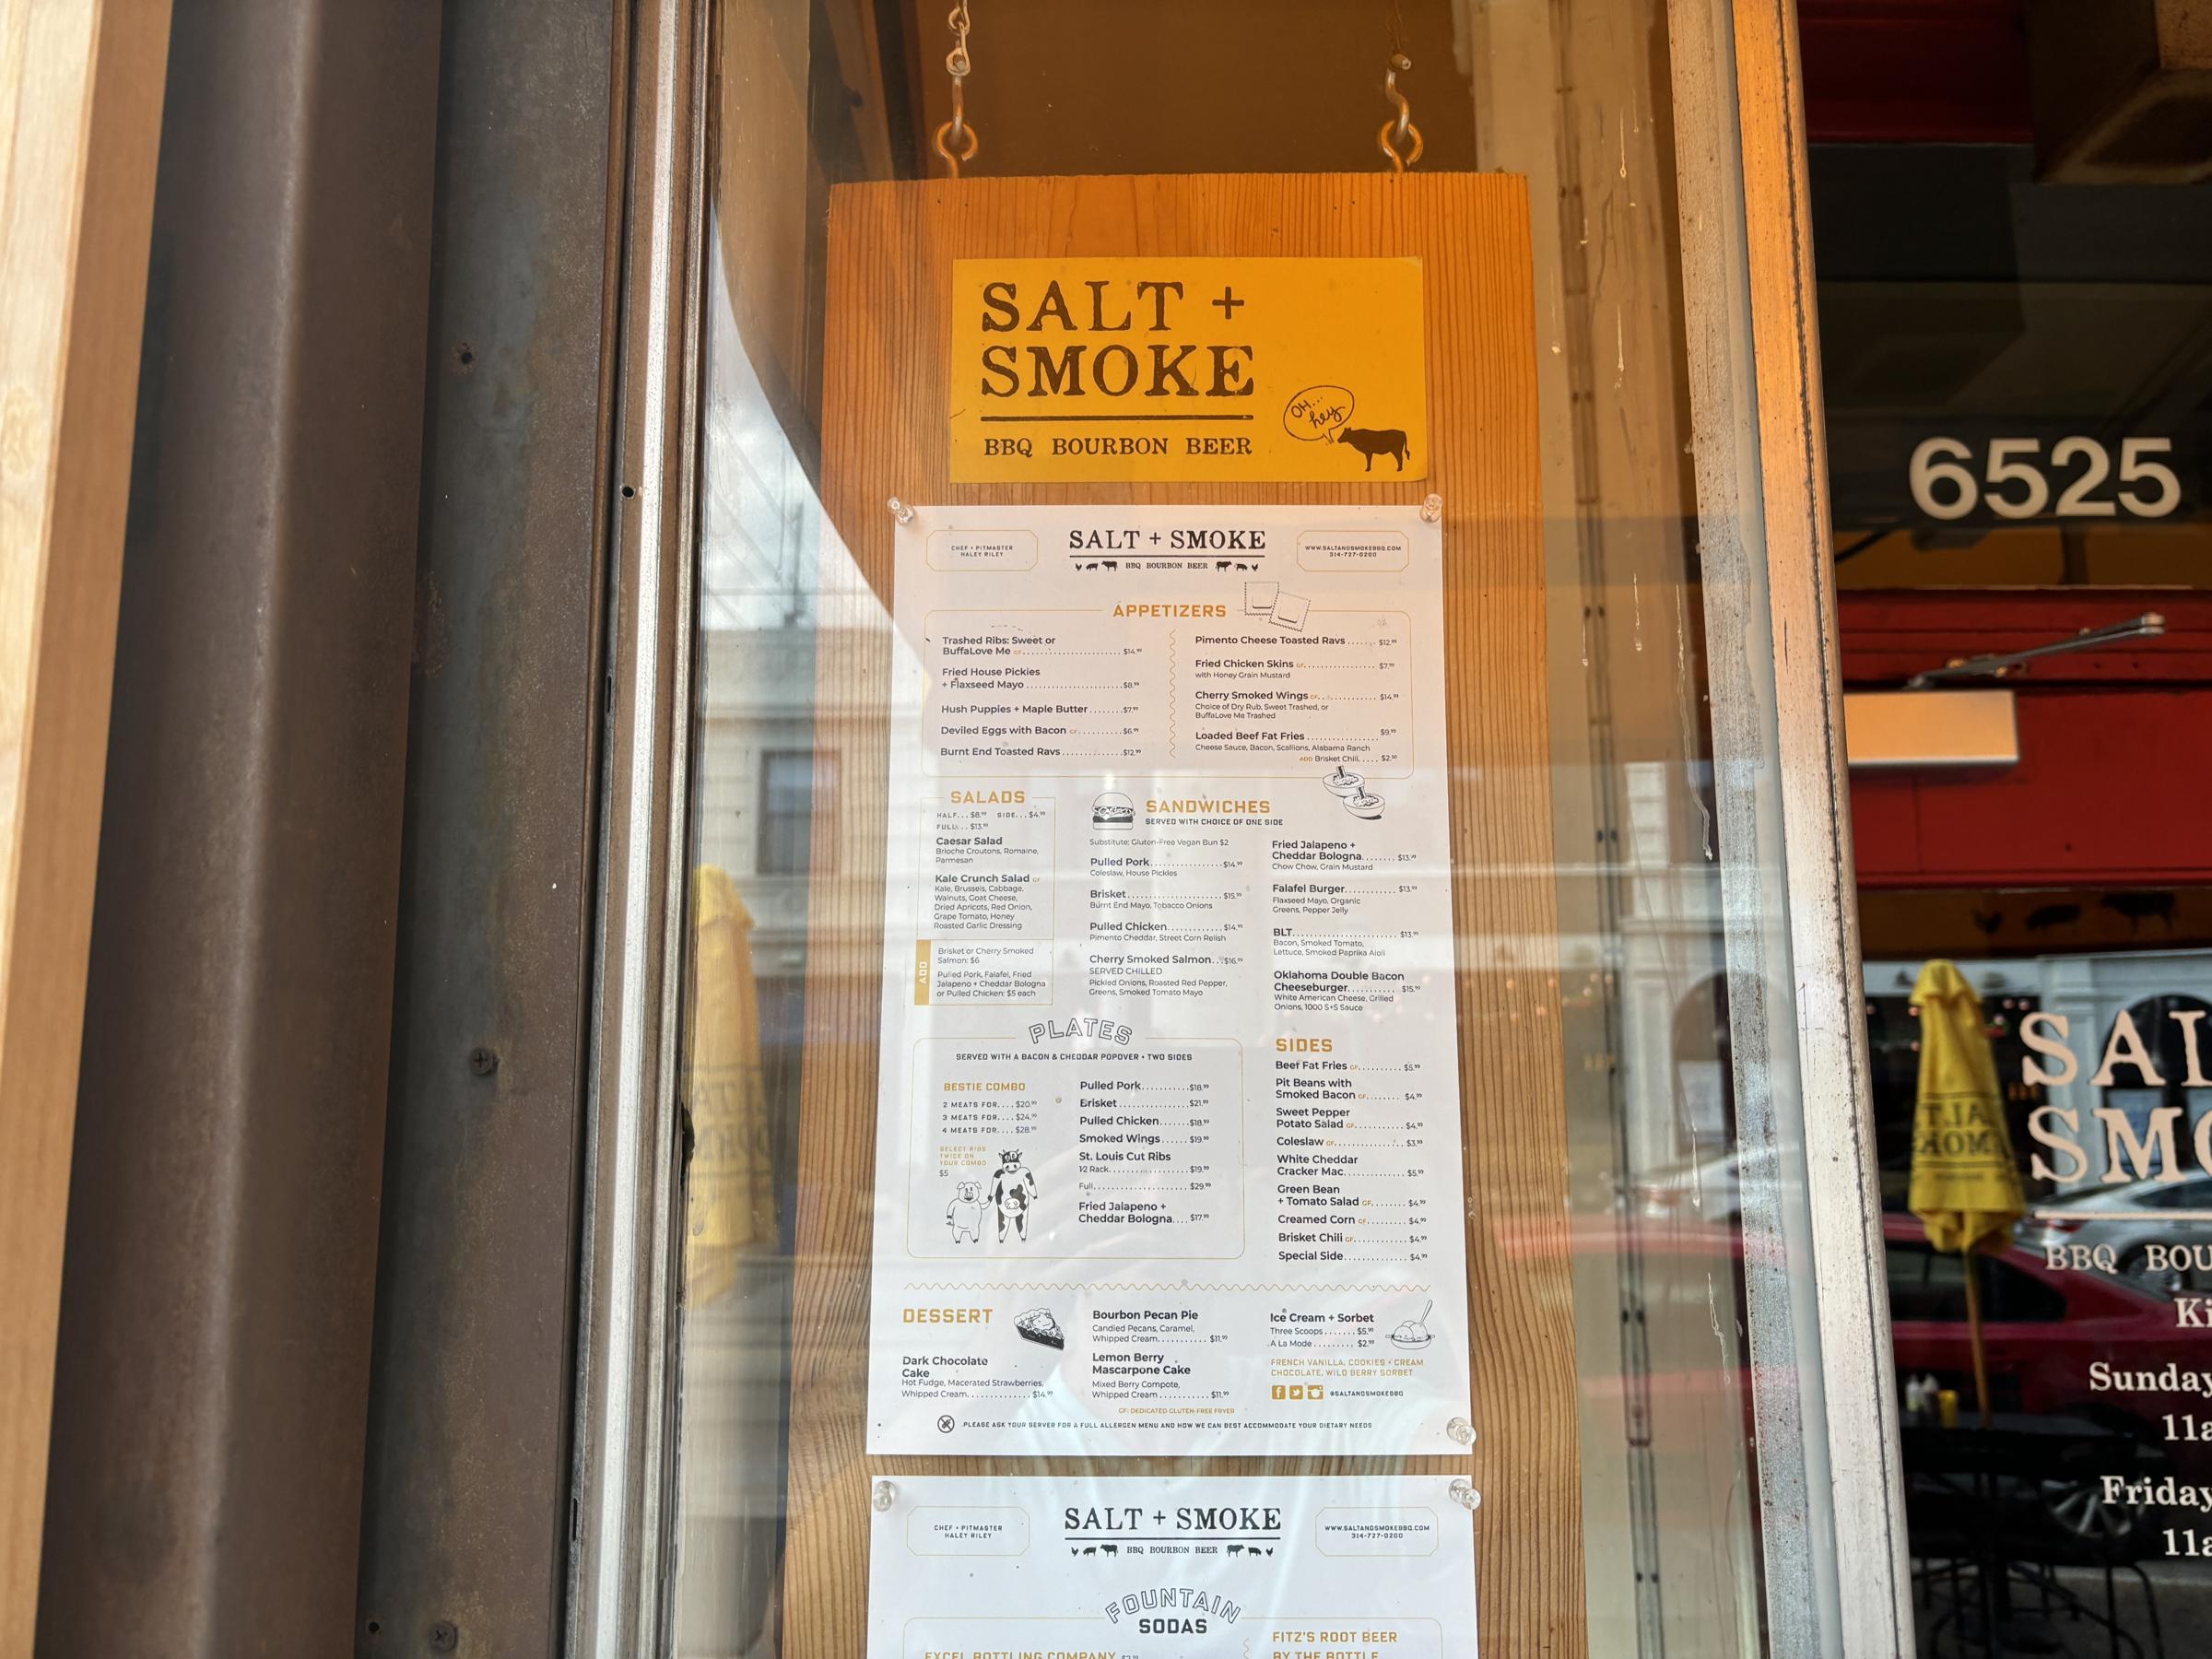 SALT +
SMOKE
BBQ BOURBON BEER
OH...
hey
6525
CHEF + PITMASTER
HALEY RILEY
SALT + SMOKE
BBQ BOURBON BEER
WWW.SALTANDSMOKEBBQ.COM
314-727-0200
APPETIZERS
Trashed Ribs: Sweet or
BuffaLove Me GF $14.99
Fried House Pickles
+ Flaxseed Mayo $8.99
Hush Puppies + Maple Butter $7.99
Deviled Eggs with Bacon GF $6.99
Burnt End Toasted Ravs $12.99
Pimento Cheese Toasted Ravs $12.99
Fried Chicken Skins GF $7.99
with Honey Grain Mustard
Cherry Smoked Wings GF $14.99
Choice of Dry Rub, Sweet Trashed, or
BuffaLove Me Trashed
Loaded Beef Fat Fries $9.99
Cheese Sauce, Bacon, Scallions, Alabama Ranch
ADD Brisket Chili $2.50
SALADS
HALF... $8.99 SIDE... $4.99
FULL... $13.99
Caesar Salad
Brioche Croutons, Romaine,
Parmesan
Kale Crunch Salad GF
Kale, Brussels, Cabbage,
Walnuts, Goat Cheese,
Dried Apricots, Red Onion,
Grape Tomato, Honey
Roasted Garlic Dressing
ADD
Brisket or Cherry Smoked
Salmon: $6
Pulled Pork, Falafel, Fried
Jalapeno + Cheddar Bologna
or Pulled Chicken: $5 each
SANDWICHES
SERVED WITH CHOICE OF ONE SIDE
Substitute: Gluten-Free Vegan Bun $2
Pulled Pork $14.99
Coleslaw, House Pickles
Brisket $15.99
Burnt End Mayo, Tobacco Onions
Pulled Chicken $14.99
Pimento Cheddar, Street Corn Relish
Cherry Smoked Salmon $16.99
SERVED CHILLED
Pickled Onions, Roasted Red Pepper,
Greens, Smoked Tomato Mayo
Fried Jalapeno +
Cheddar Bologna $13.99
Chow Chow, Grain Mustard
Falafel Burger $13.99
Flaxseed Mayo, Organic
Greens, Pepper Jelly
BLT $13.99
Bacon, Smoked Tomato,
Lettuce, Smoked Paprika Aioli
Oklahoma Double Bacon
Cheeseburger $15.99
White American Cheese, Grilled
Onions, 1000 S+S Sauce
PLATES
SERVED WITH A BACON & CHEDDAR POPOVER • TWO SIDES
BESTIE COMBO
2 MEATS FOR.... $20.99
3 MEATS FOR.... $24.99
4 MEATS FOR.... $28.99
SELECT RIBS
TWICE ON
YOUR COMBO
$5
Pulled Pork $18.99
Brisket $21.99
Pulled Chicken $18.99
Smoked Wings $19.99
St. Louis Cut Ribs
1/2 Rack $19.99
Full $29.99
Fried Jalapeno +
Cheddar Bologna $17.99
SIDES
Beef Fat Fries GF $5.99
Pit Beans with
Smoked Bacon GF $4.99
Sweet Pepper
Potato Salad GF $4.99
Coleslaw GF $3.99
White Cheddar
Cracker Mac $5.99
Green Bean
+ Tomato Salad GF $4.99
Creamed Corn GF $4.99
Brisket Chili GF $4.99
Special Side $4.99
DESSERT
Dark Chocolate
Cake
Hot Fudge, Macerated Strawberries,
Whipped Cream $14.99
Bourbon Pecan Pie
Candied Pecans, Caramel,
Whipped Cream $11.99
Lemon Berry
Mascarpone Cake
Mixed Berry Compote,
Whipped Cream $11.99
Ice Cream + Sorbet
Three Scoops $5.99
A La Mode $2.99
FRENCH VANILLA, COOKIES + CREAM
CHOCOLATE, WILD BERRY SORBET
@SALTANDSMOKEBBQ
GF: DEDICATED GLUTEN-FREE FRYER
PLEASE ASK YOUR SERVER FOR A FULL ALLERGEN MENU AND HOW WE CAN BEST ACCOMMODATE YOUR DIETARY NEEDS
CHEF + PITMASTER
HALEY RILEY
SALT + SMOKE
BBQ BOURBON BEER
WWW.SALTANDSMOKEBBQ.COM
314-727-0200
FOUNTAIN
SODAS
EXCEL BOTTLING COMPANY
FITZ'S ROOT BEER
BY THE BOTTLE
SAL
SMO
BBQ BOU
Ki
Sunday
11a
Friday
11a